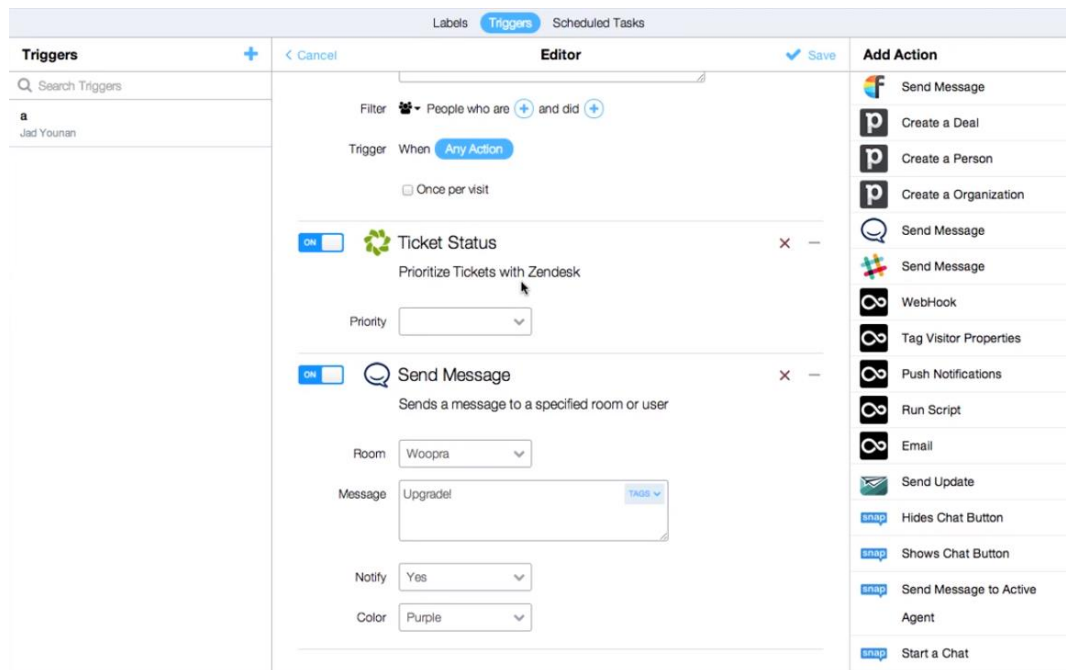 Labels Triggers Scheduled Tasks
Triggers
Search Triggers
a
Jad Younan
Cancel Editor Save
Filter People who are and did
Trigger When Any Action
Once per visit
ON Ticket Status
Prioritize Tickets with Zendesk
Priority
ON Send Message
Sends a message to a specified room or user
Room Woopra
Message Upgrade! TAGS
Notify Yes
Color Purple
Add Action
Send Message
p Create a Deal
p Create a Person
p Create a Organization
Send Message
Send Message
WebHook
Tag Visitor Properties
Push Notifications
Run Script
Email
Send Update
snap Hides Chat Button
snap Shows Chat Button
snap Send Message to Active
Agent
snap Start a Chat